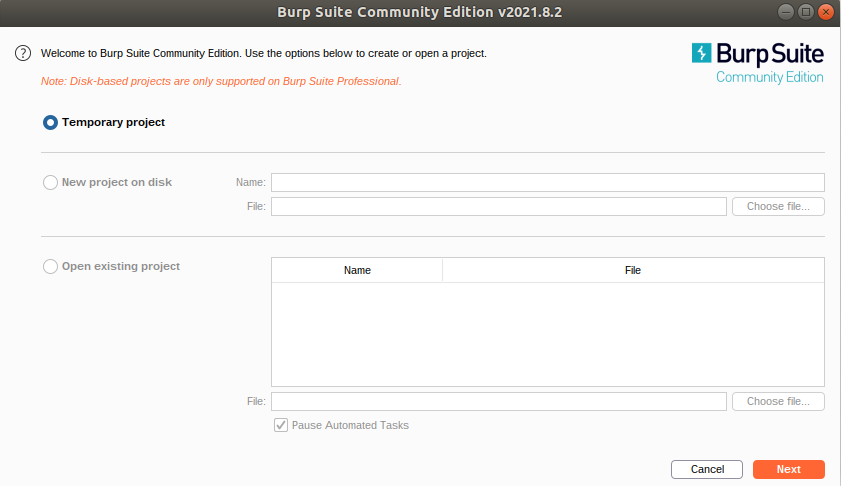 Burp Suite Community Edition v2021.8.2
? Welcome to Burp Suite Community Edition. Use the options below to create or open a project.
Note: Disk-based projects are only supported on Burp Suite Professional.
Burp Suite
Community Edition
Temporary project
New project on disk
Name:
File:
Choose file...
Open existing project
Name File
File:
Choose file...
Pause Automated Tasks
Cancel Next